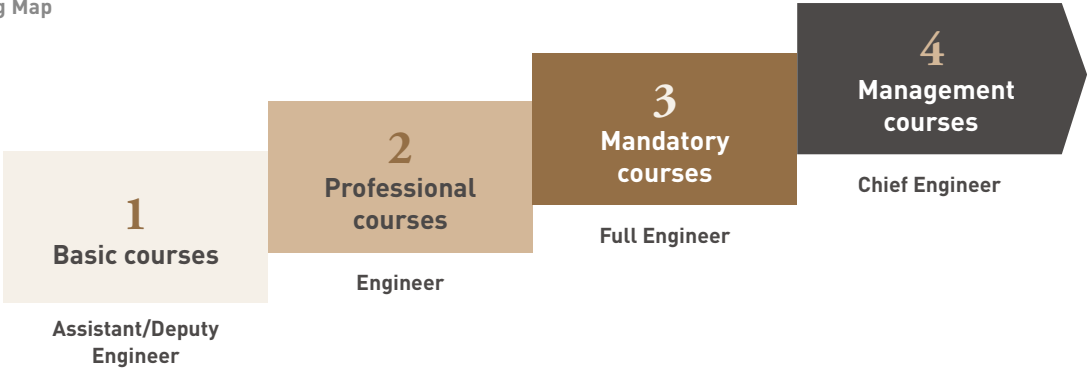 Map
1
Basic courses
Assistant/Deputy
Engineer
2
Professional
courses
Engineer
3
Mandatory
courses
Full Engineer
4
Management
courses
Chief Engineer